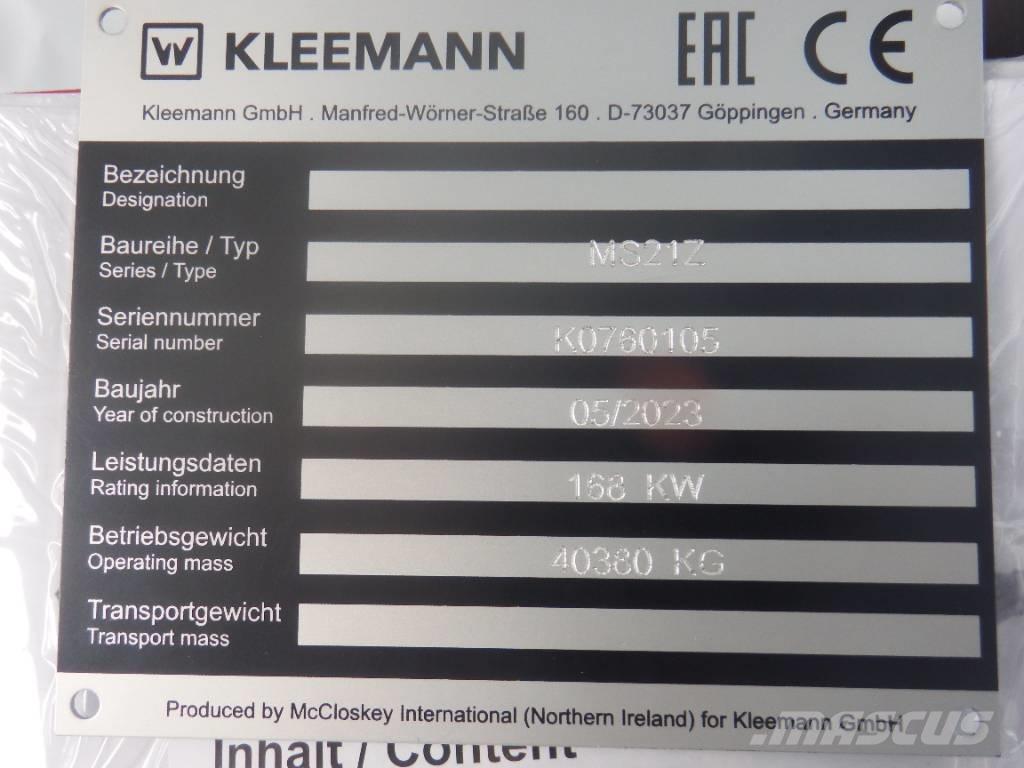 KLEEMANN EAC CE
Kleemann GmbH . Manfred-Wörner-Straße 160 . D-73037 Göppingen . Germany
Bezeichnung
Designation
Baureihe / Typ
Series / Type
MS21Z
Seriennummer
Serial number
K0760105
Baujahr
Year of construction
05/2023
Leistungsdaten
Rating information
168 KW
Betriebsgewicht
Operating mass
40380 KG
Transportgewicht
Transport mass
Produced by McCloskey International (Northern Ireland) for Kleemann GmbH
MASCUS
Inhalt / Content